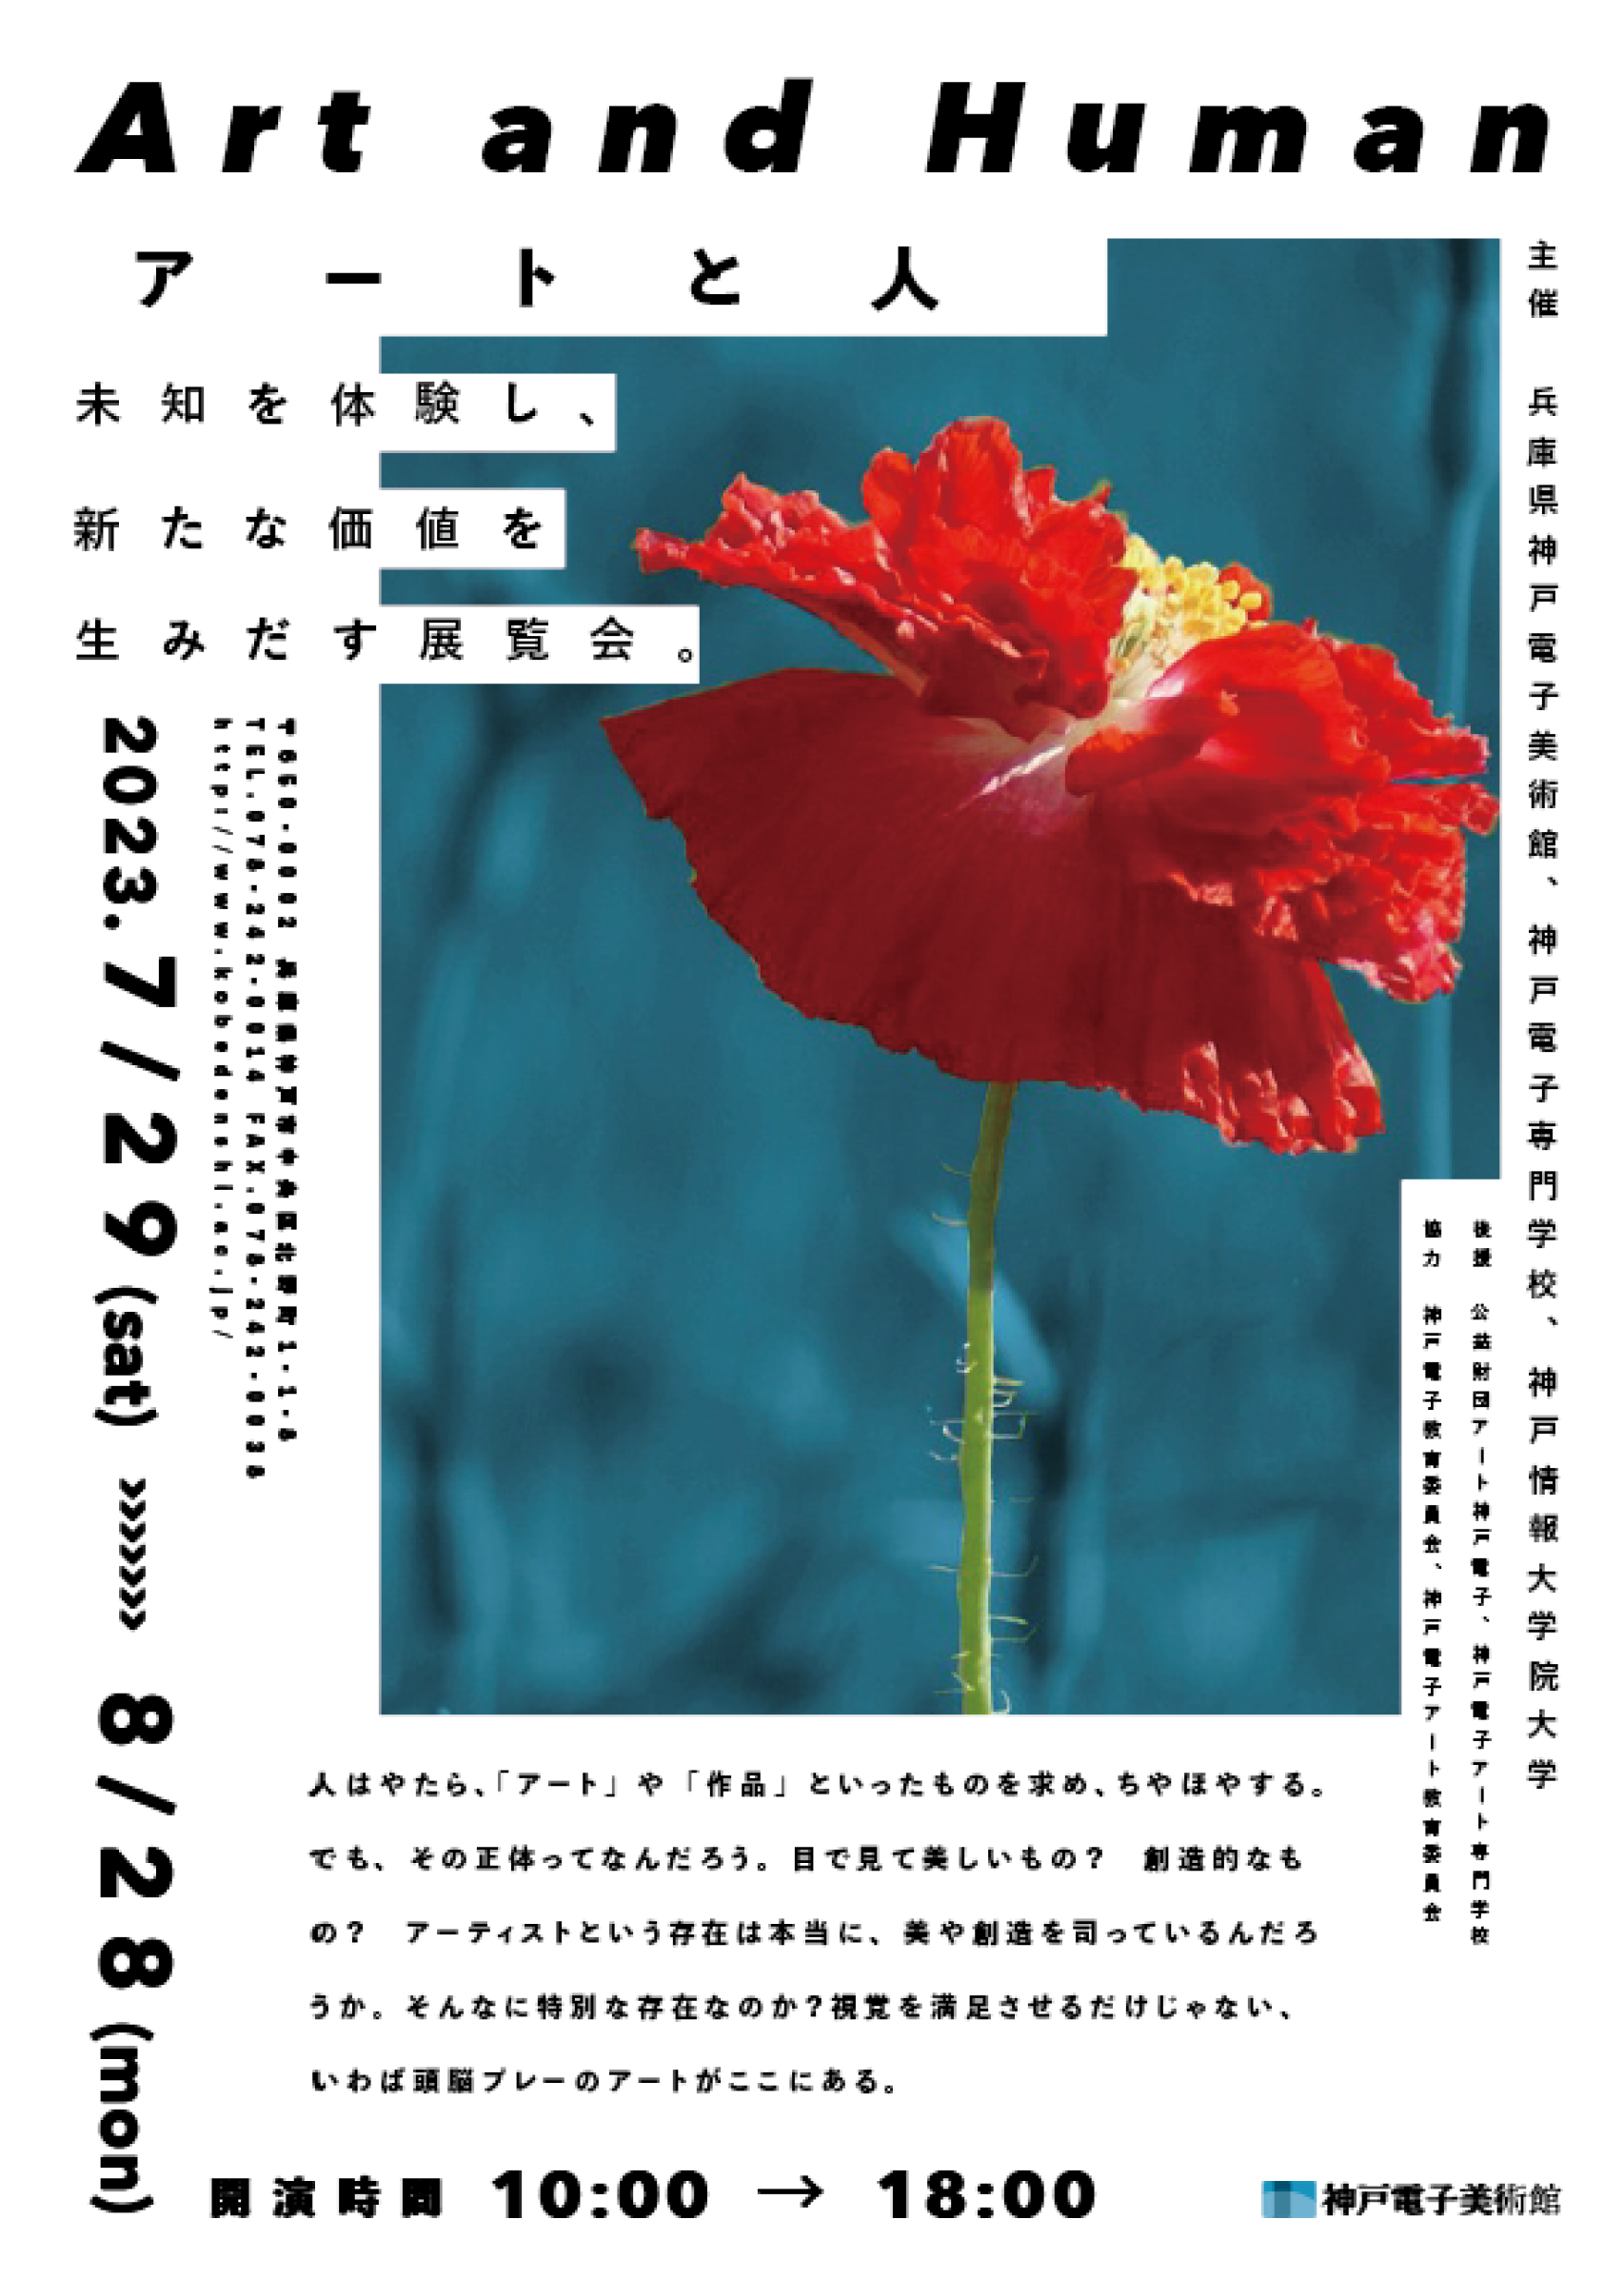 Art and Human
アートと人
未知を体験し、
新たな価値を
生みだす展覧会。
主催 兵庫県神戸電子美術館、神戸電子専門学校、神戸情報大学院大学
後援 公益財団アート神戸電子、神戸電子アート専門学校
協力 神戸電子教育委員会、神戸電子アート教育委員会
〒650-0002 兵庫県神戸市中央区北野町1-1-8
TEL.078-242-0014 FAX.078-242-0038
http://www.kobedenshi.ac.jp/
2023.7/29(sat) >>>>>>> 8/28(mon)
人はやたら、「アート」や「作品」といったものを求め、ちやほやする。
でも、その正体ってなんだろう。目で見て美しいもの？ 創造的なも
の？ アーティストという存在は本当に、美や創造を司っているんだろ
うか。そんなに特別な存在なのか?視覚を満足させるだけじゃない、
いわば頭脳プレーのアートがここにある。
開演時間 10:00 → 18:00
神戸電子美術館